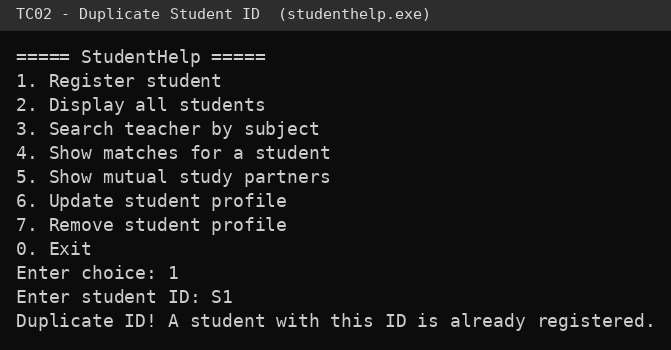 TC02 - Duplicate Student ID  (studenthelp.exe)
===== StudentHelp =====
1. Register student
2. Display all students
3. Search teacher by subject
4. Show matches for a student
5. Show mutual study partners
6. Update student profile
7. Remove student profile
0. Exit
Enter choice: 1
Enter student ID: S1
Duplicate ID! A student with this ID is already registered.